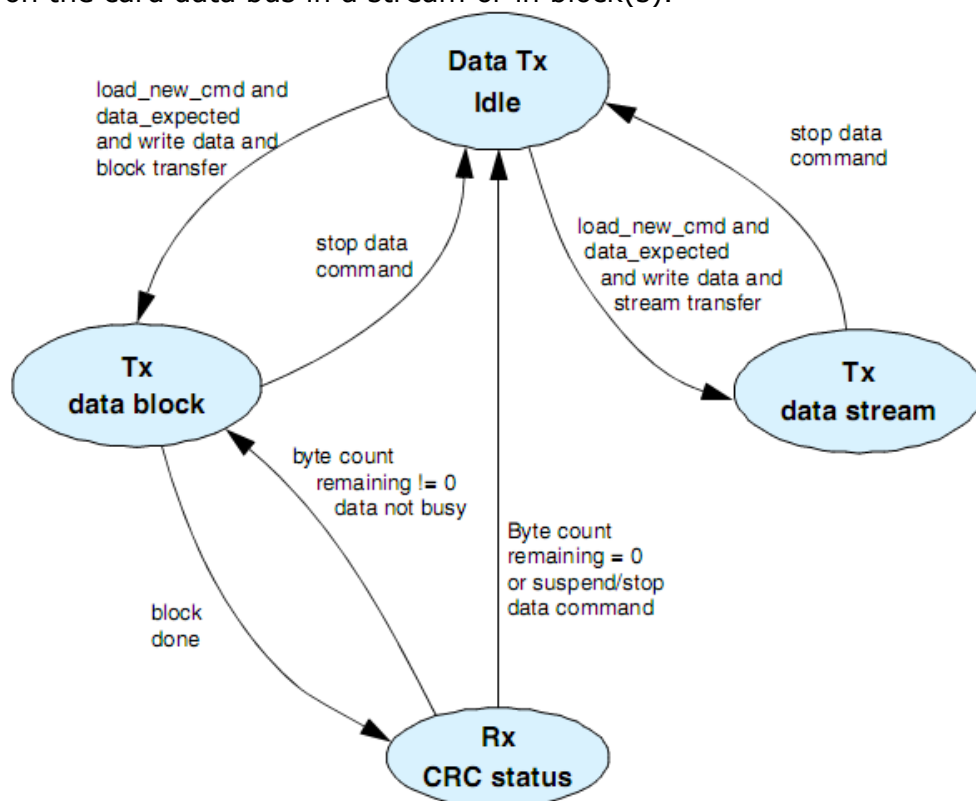 on the card data bus in a stream or in block(s).
Data Tx
Idle
load_new_cmd and
data_expected
and write data and
block transfer
stop data
command
stop data
command
load_new_cmd and
data_expected
and write data and
stream transfer
Tx
data block
Tx
data stream
byte count
remaining != 0
data not busy
Byte count
remaining = 0
or suspend/stop
data command
block
done
Rx
CRC status